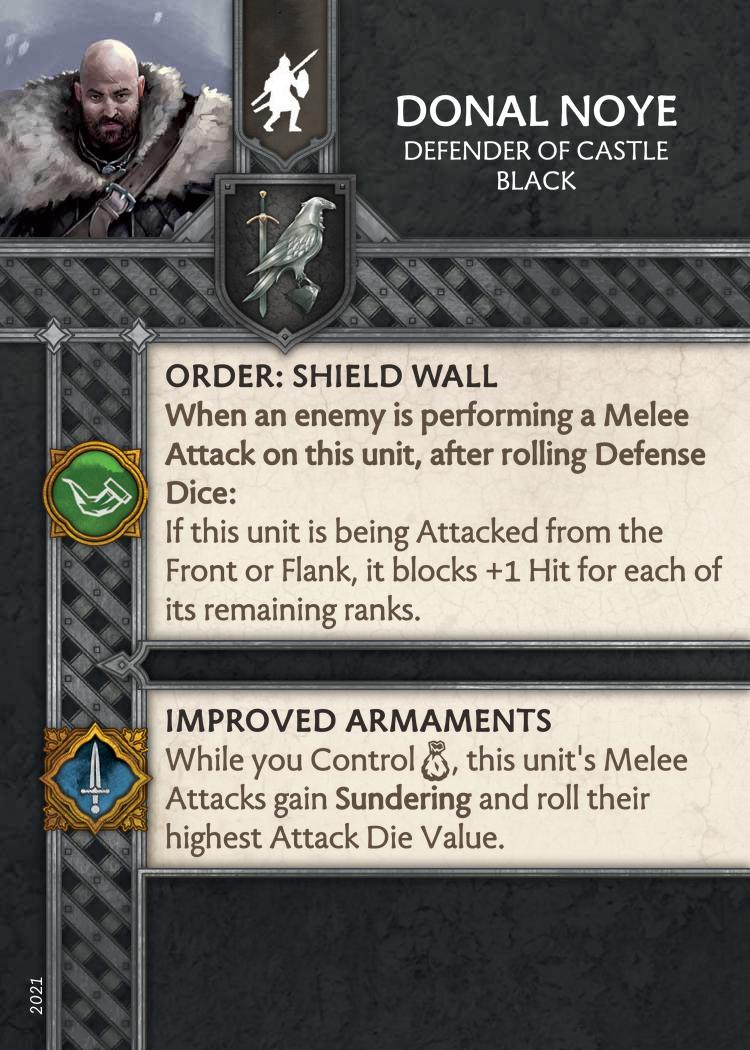 DONAL NOYE
DEFENDER OF CASTLE
BLACK
ORDER: SHIELD WALL
When an enemy is performing a Melee
Attack on this unit, after rolling Defense
Dice:
If this unit is being Attacked from the
Front or Flank, it blocks +1 Hit for each of
its remaining ranks.
IMPROVED ARMAMENTS
While you Control , this unit's Melee
Attacks gain Sundering and roll their
highest Attack Die Value.
2021